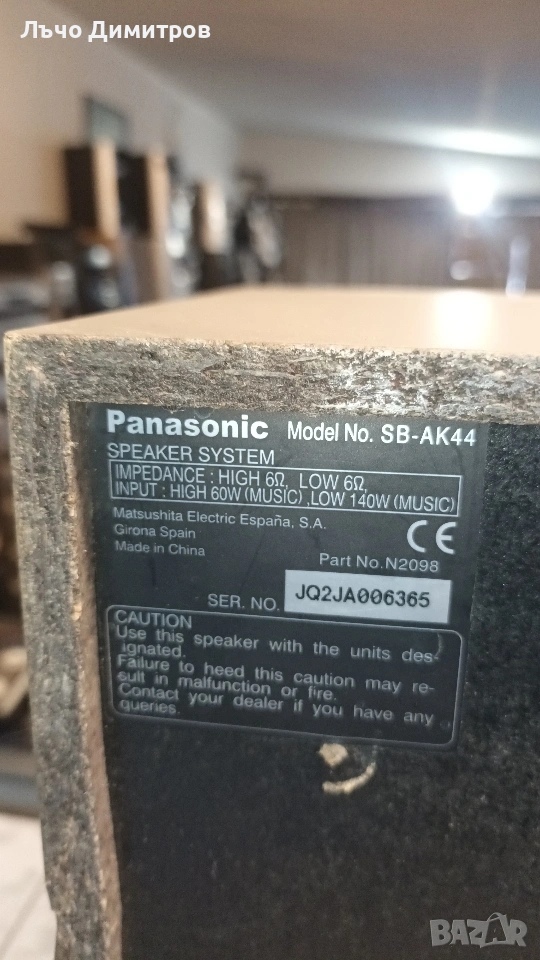 Лъчо Димитров
Panasonic Model No. SB-AK44
SPEAKER SYSTEM
IMPEDANCE : HIGH 6Ω, LOW 6Ω,
INPUT : HIGH 60W (MUSIC) ,LOW 140W (MUSIC)
Matsushita Electric España, S.A.
Girona Spain
Made in China
CE
Part No.N2098
SER. NO. JQ2JA006365
CAUTION
Use this speaker with the units des-
ignated.
Failure to heed this caution may re-
sult in malfunction or fire.
Contact your dealer if you have any
queries.
BAZAR